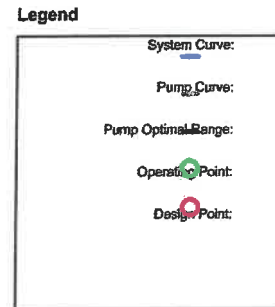 Legend
System Curve:
Pump Curve:
Pump Optimal Range:
Operating Point:
Design Point: